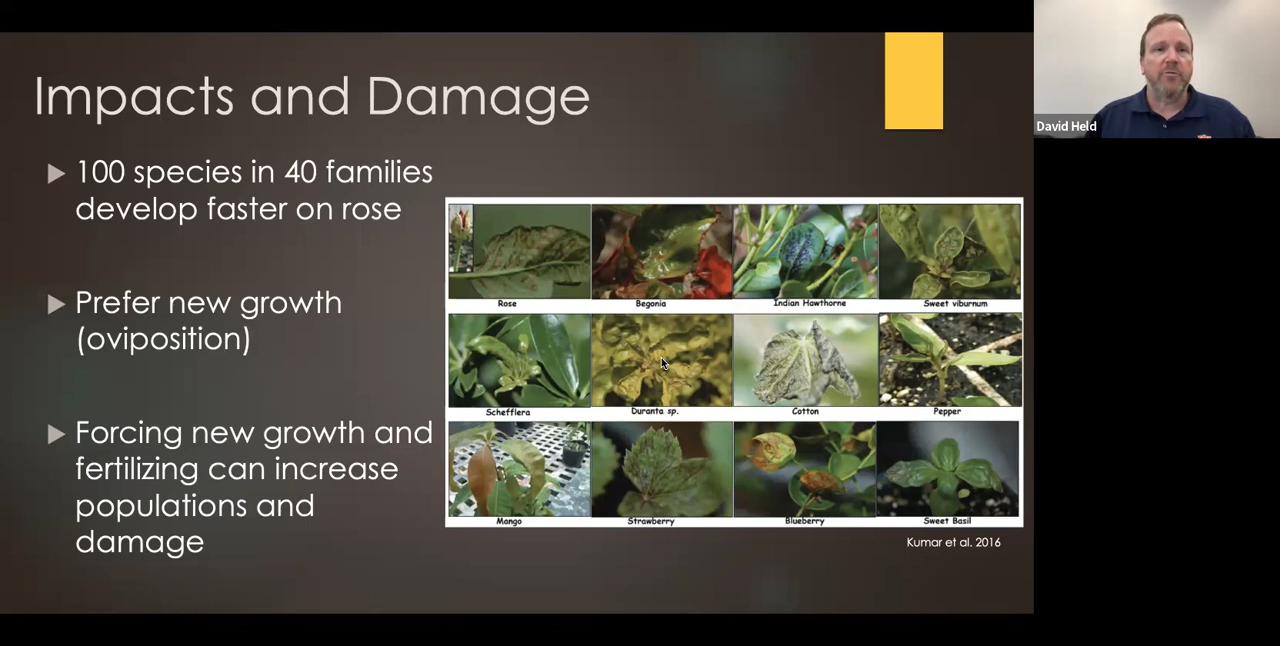 Impacts and Damage
David Held
100 species in 40 families
develop faster on rose
Prefer new growth
(oviposition)
Forcing new growth and
fertilizing can increase
populations and
damage
Rose
Begonia
Indian Hawthorne
Sweet viburnum
Schefflera
Duranta sp.
Cotton
Pepper
Mango
Strawberry
Blueberry
Sweet Basil
Kumar et al. 2016